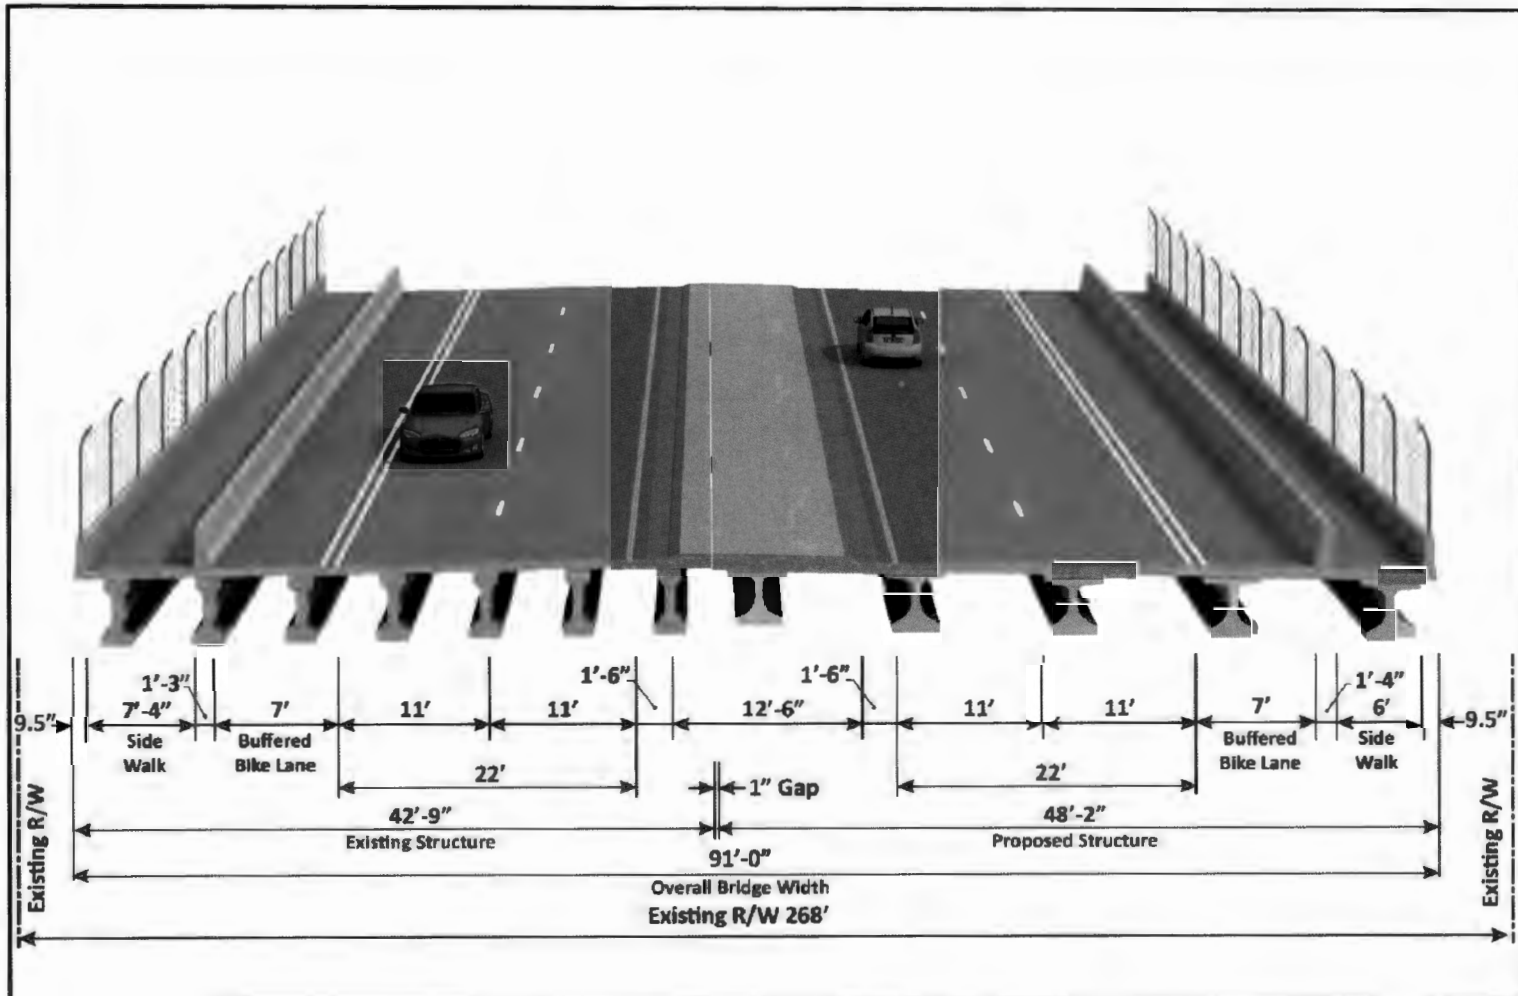 1'-3" 1'-6" 1'-6" 1'-4"
9.5" 7'-4" 7' 11' 11' 12'-6" 11' 11' 7' 6' 9.5"
Side Buffered Buffered Side
Walk Bike Lane Bike Lane Walk
22' 1" Gap 22'
42'-9" 48'-2"
Existing Structure Proposed Structure
91'-0"
Overall Bridge Width
Existing R/W 268'
Existing R/W
Existing R/W